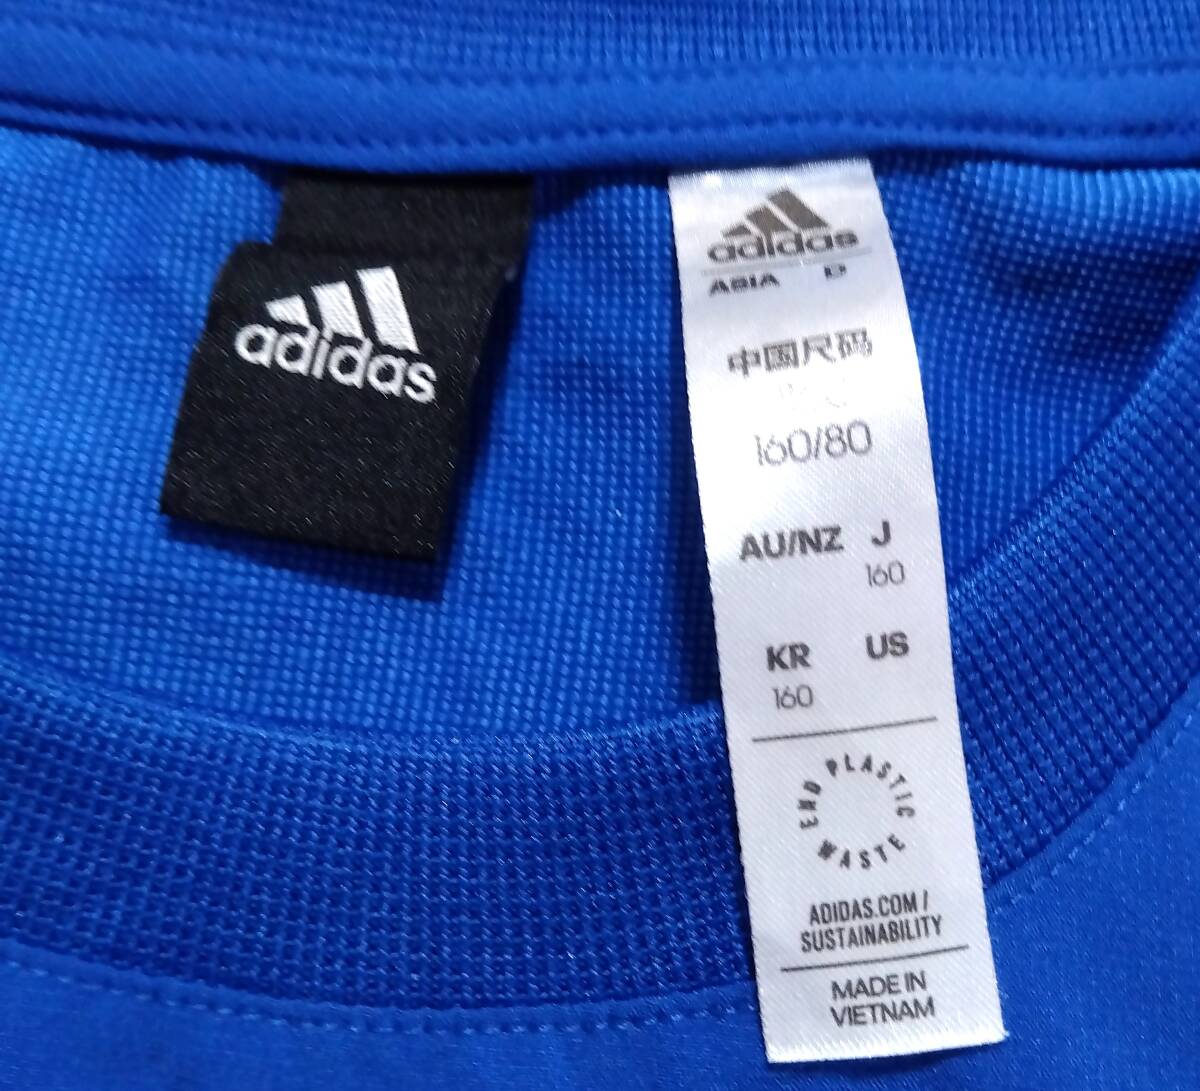 adidas
adidas
ASIA D
中国尺码
160/80
AU/NZ J
160
KR US
160
END PLASTIC WASTE
ADIDAS.COM/
SUSTAINABILITY
MADE IN
VIETNAM